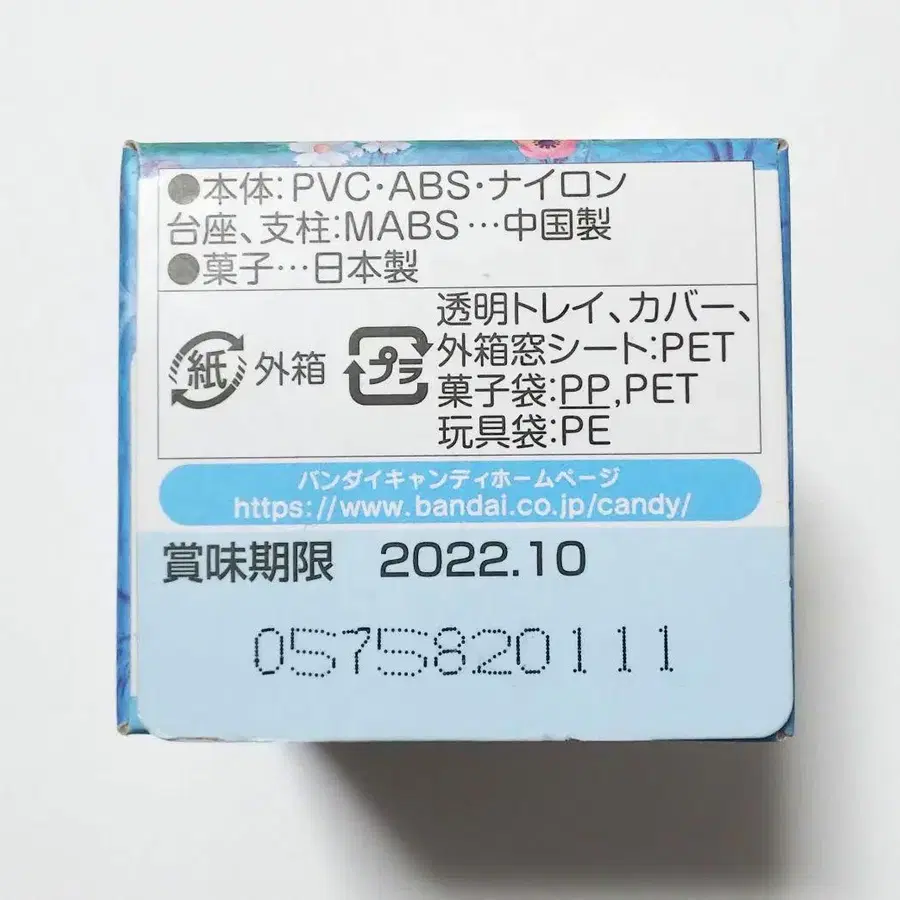 ●本体:PVC・ABS・ナイロン
台座、支柱:MABS…中国製
●菓子…日本製
紙 外箱
プラ
透明トレイ、カバー、
外箱窓シート:PET
菓子袋:PP,PET
玩具袋:PE
バンダイキャンディホームページ
https://www.bandai.co.jp/candy/
賞味期限 2022.10
0575820111